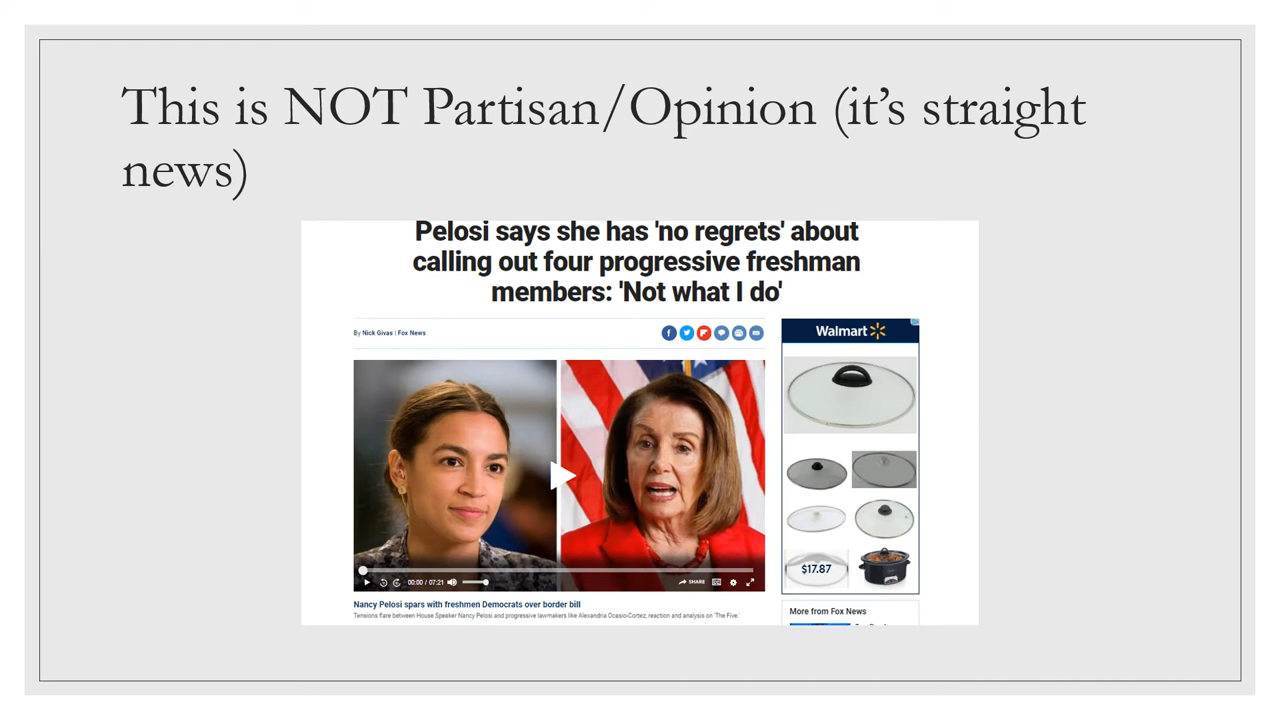 This is NOT Partisan/Opinion (it’s straight
news)
Pelosi says she has 'no regrets' about
calling out four progressive freshman
members: 'Not what I do'
By Nick Givas | Fox News
Walmart
00:00 / 07:21
SHARE
$17.87
Nancy Pelosi spars with freshmen Democrats over border bill
Tensions flare between House Speaker Nancy Pelosi and progressive lawmakers like Alexandria Ocasio-Cortez; reaction and analysis on 'The Five.'
More from Fox News